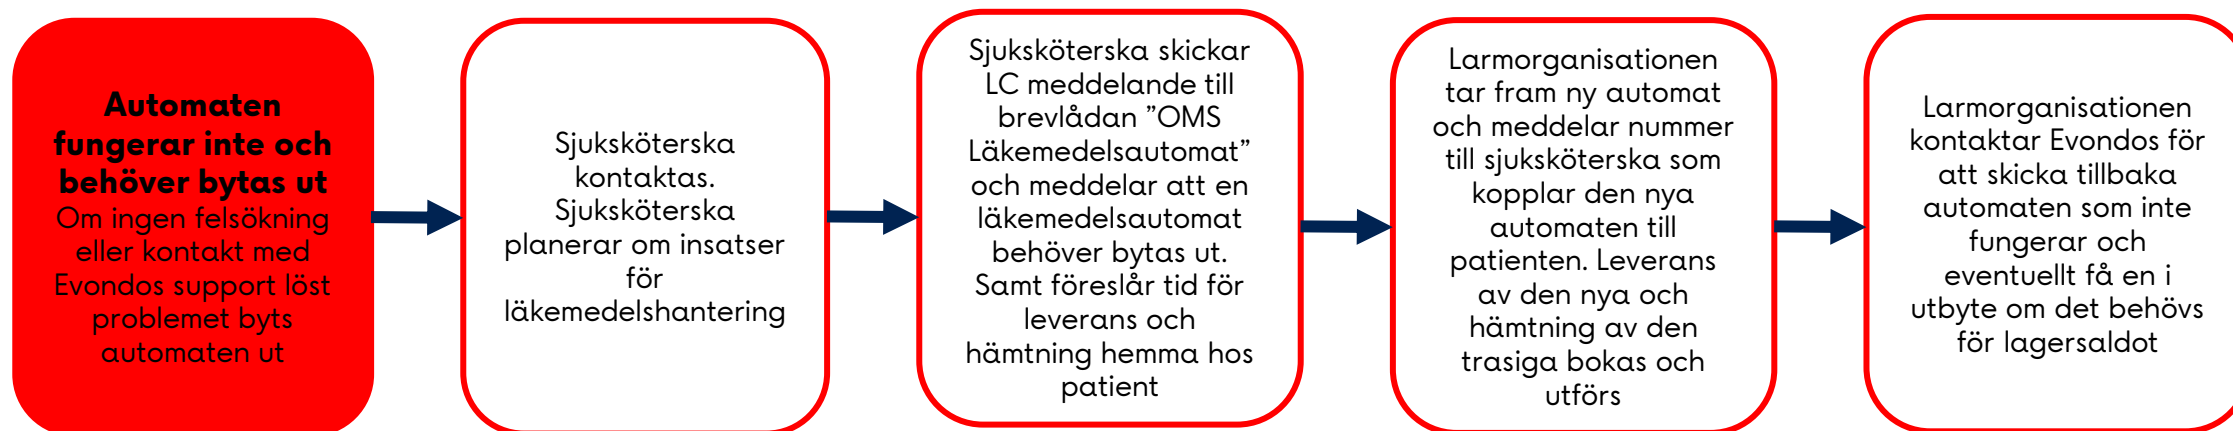 Automaten
fungerar inte och
behöver bytas ut
Om ingen felsökning
eller kontakt med
Evondos support löst
problemet byts
automaten ut
Sjuksköterska
kontaktas.
Sjuksköterska
planerar om insatser
för
läkemedelshantering
Sjuksköterska skickar
LC meddelande till
brevlådan ”OMS
Läkemedelsautomat”
och meddelar att en
läkemedelsautomat
behöver bytas ut.
Samt föreslår tid för
leverans och
hämtning hemma hos
patient
Larmorganisationen
tar fram ny automat
och meddelar nummer
till sjuksköterska som
kopplar den nya
automaten till
patienten. Leverans
av den nya och
hämtning av den
trasiga bokas och
utförs
Larmorganisationen
kontaktar Evondos för
att skicka tillbaka
automaten som inte
fungerar och
eventuellt få en i
utbyte om det behövs
för lagersaldot